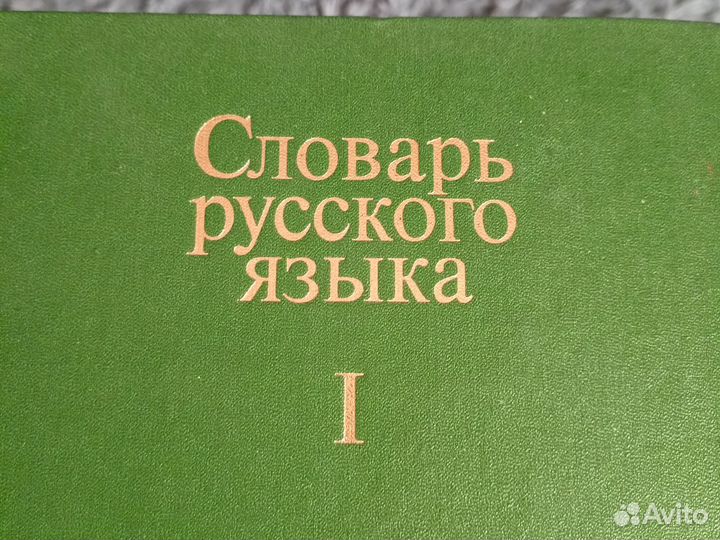 Словарь
русского
языка
I
Avito